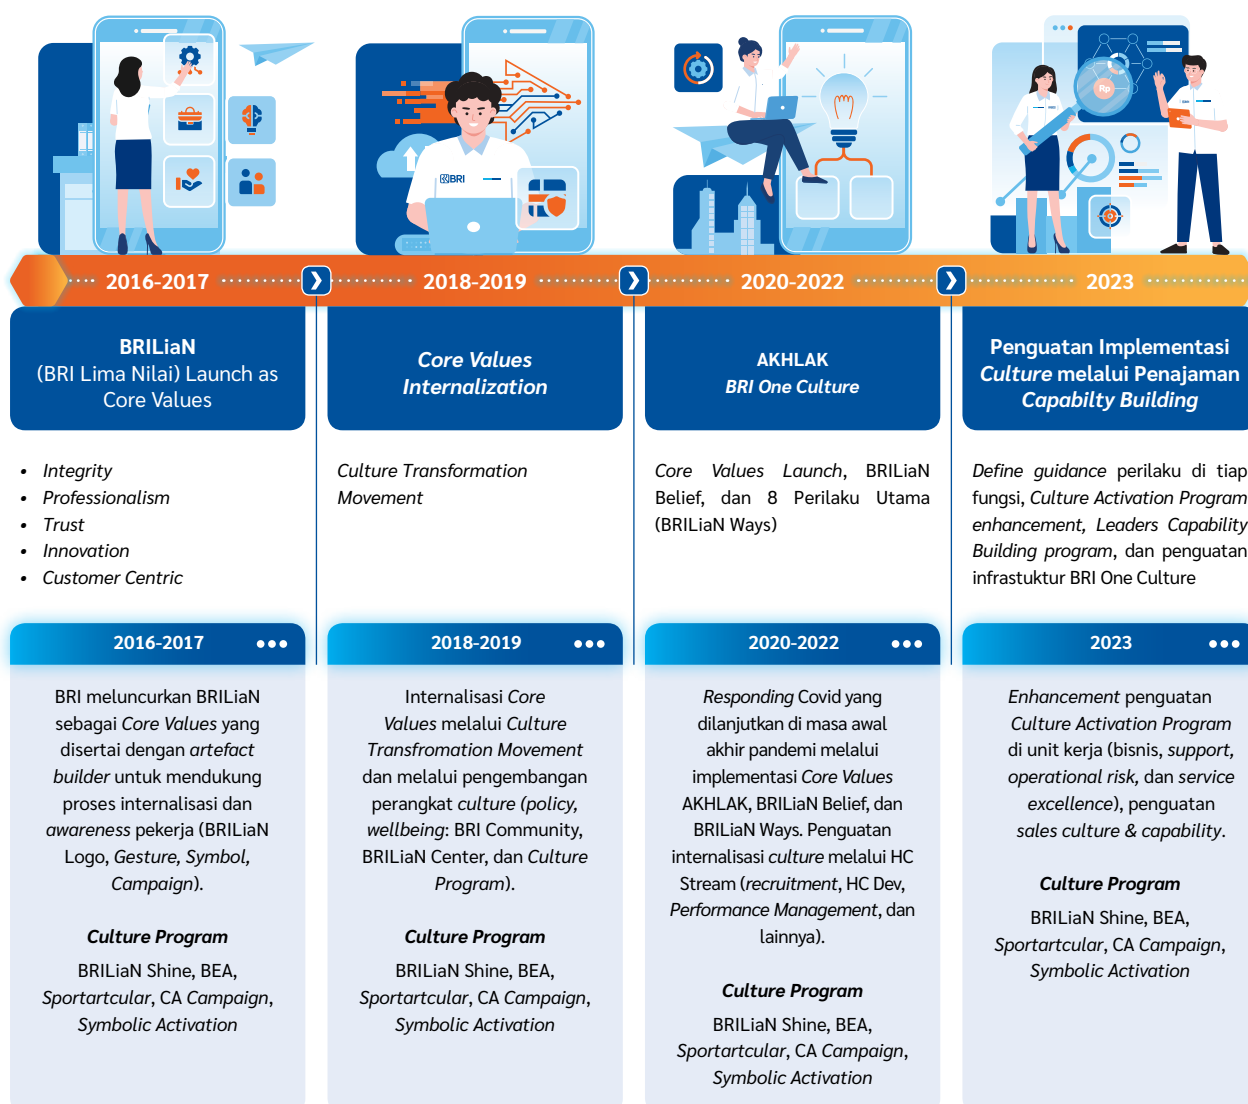 BRI
BRI
Rp
2016-2017
2018-2019
2020-2022
2023
BRILiaN
(BRI Lima Nilai) Launch as
Core Values
Core Values
Internalization
AKHLAK
BRI One Culture
Penguatan Implementasi
Culture melalui Penajaman
Capabilty Building
• Integrity
• Professionalism
• Trust
• Innovation
• Customer Centric
Culture Transformation
Movement
Core Values Launch, BRILiaN
Belief, dan 8 Perilaku Utama
(BRILiaN Ways)
Define guidance perilaku di tiap
fungsi, Culture Activation Program
enhancement, Leaders Capability
Building program, dan penguatan
infrastuktur BRI One Culture
2016-2017
BRI meluncurkan BRILiaN
sebagai Core Values yang
disertai dengan artefact
builder untuk mendukung
proses internalisasi dan
awareness pekerja (BRILiaN
Logo, Gesture, Symbol,
Campaign).
Culture Program
BRILiaN Shine, BEA,
Sportartcular, CA Campaign,
Symbolic Activation
2018-2019
Internalisasi Core
Values melalui Culture
Transfromation Movement
dan melalui pengembangan
perangkat culture (policy,
wellbeing: BRI Community,
BRILiaN Center, dan Culture
Program).
Culture Program
BRILiaN Shine, BEA,
Sportartcular, CA Campaign,
Symbolic Activation
2020-2022
Responding Covid yang
dilanjutkan di masa awal
akhir pandemi melalui
implementasi Core Values
AKHLAK, BRILiaN Belief, dan
BRILiaN Ways. Penguatan
internalisasi culture melalui HC
Stream (recruitment, HC Dev,
Performance Management, dan
lainnya).
Culture Program
BRILiaN Shine, BEA,
Sportartcular, CA Campaign,
Symbolic Activation
2023
Enhancement penguatan
Culture Activation Program
di unit kerja (bisnis, support,
operational risk, dan service
excellence), penguatan
sales culture & capability.
Culture Program
BRILiaN Shine, BEA,
Sportartcular, CA Campaign,
Symbolic Activation